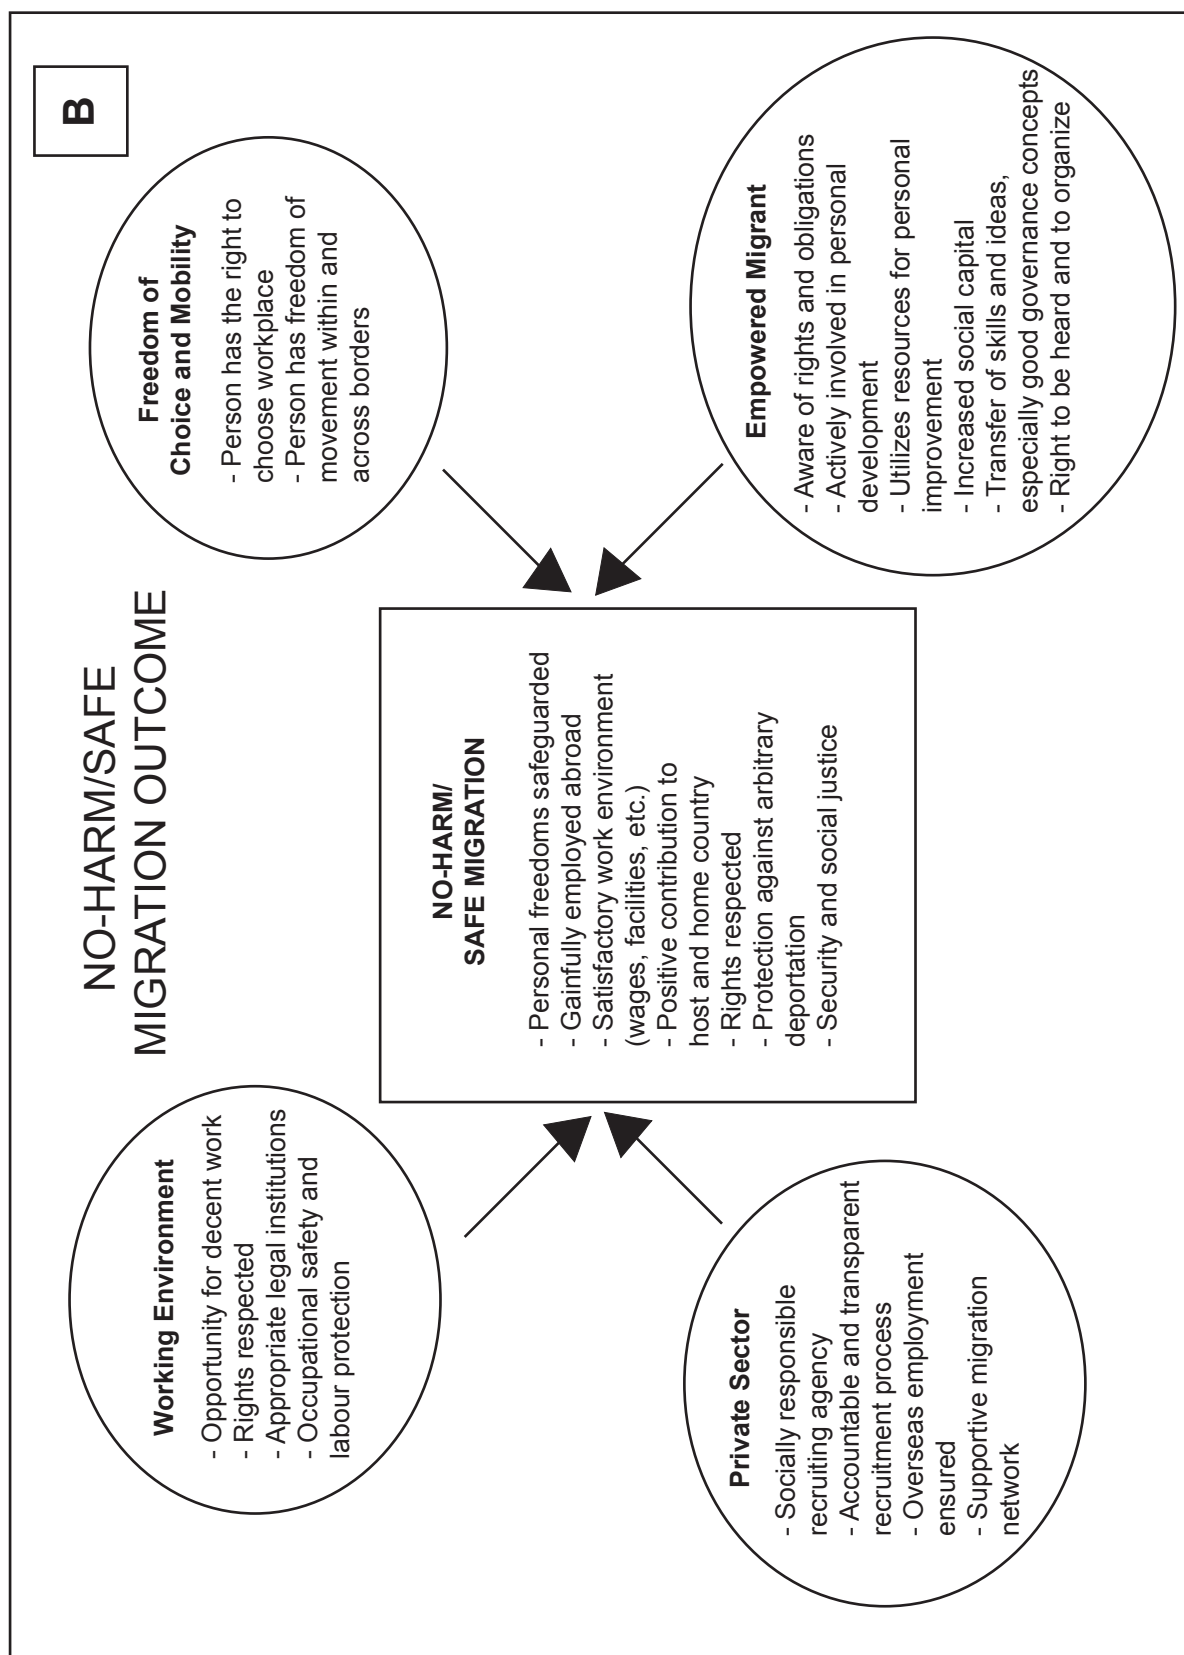 B
NO-HARM/SAFE
MIGRATION OUTCOME
Working Environment
- Opportunity for decent work
- Rights respected
- Appropriate legal institutions
- Occupational safety and
labour protection
Freedom of
Choice and Mobility
- Person has the right to
choose workplace
- Person has freedom of
movement within and
across borders
NO-HARM/
SAFE MIGRATION
- Personal freedoms safeguarded
- Gainfully employed abroad
- Satisfactory work environment
(wages, facilities, etc.)
- Positive contribution to
host and home country
- Rights respected
- Protection against arbitrary
deportation
- Security and social justice
Private Sector
- Socially responsible
recruiting agency
- Accountable and transparent
recruitment process
- Overseas employment
ensured
- Supportive migration
network
Empowered Migrant
- Aware of rights and obligations
- Actively involved in personal
development
- Utilizes resources for personal
improvement
- Increased social capital
- Transfer of skills and ideas,
especially good governance concepts
- Right to be heard and to organize